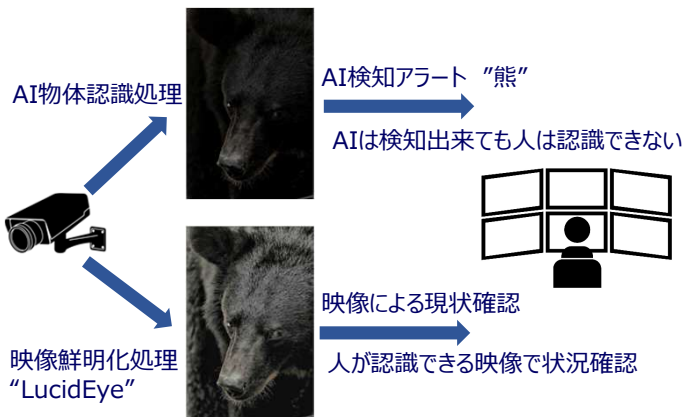 AI物体認識処理
AI検知アラート ”熊”
AIは検知出来ても人は認識できない
映像鮮明化処理
“LucidEye”
映像による現状確認
人が認識できる映像で状況確認